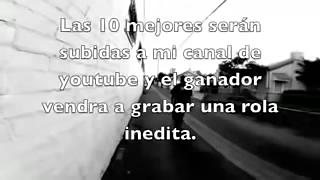 Las 10 mejores serán
subidas a mi canal de
youtube y el ganador
vendra a grabar una rola
inedita.